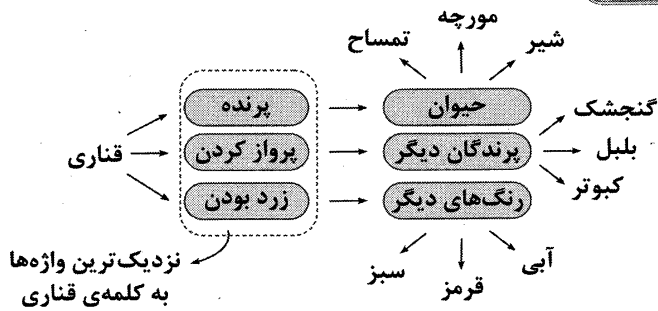 مورچه
تمساح
شیر
پرنده
حیوان
گنجشک
قناری
پرواز کردن
پرندگان دیگر
بلبل
کبوتر
زرد بودن
رنگ‌های دیگر
نزدیک‌ترین واژه‌ها
به کلمه‌ی قناری
سبز
قرمز
آبی